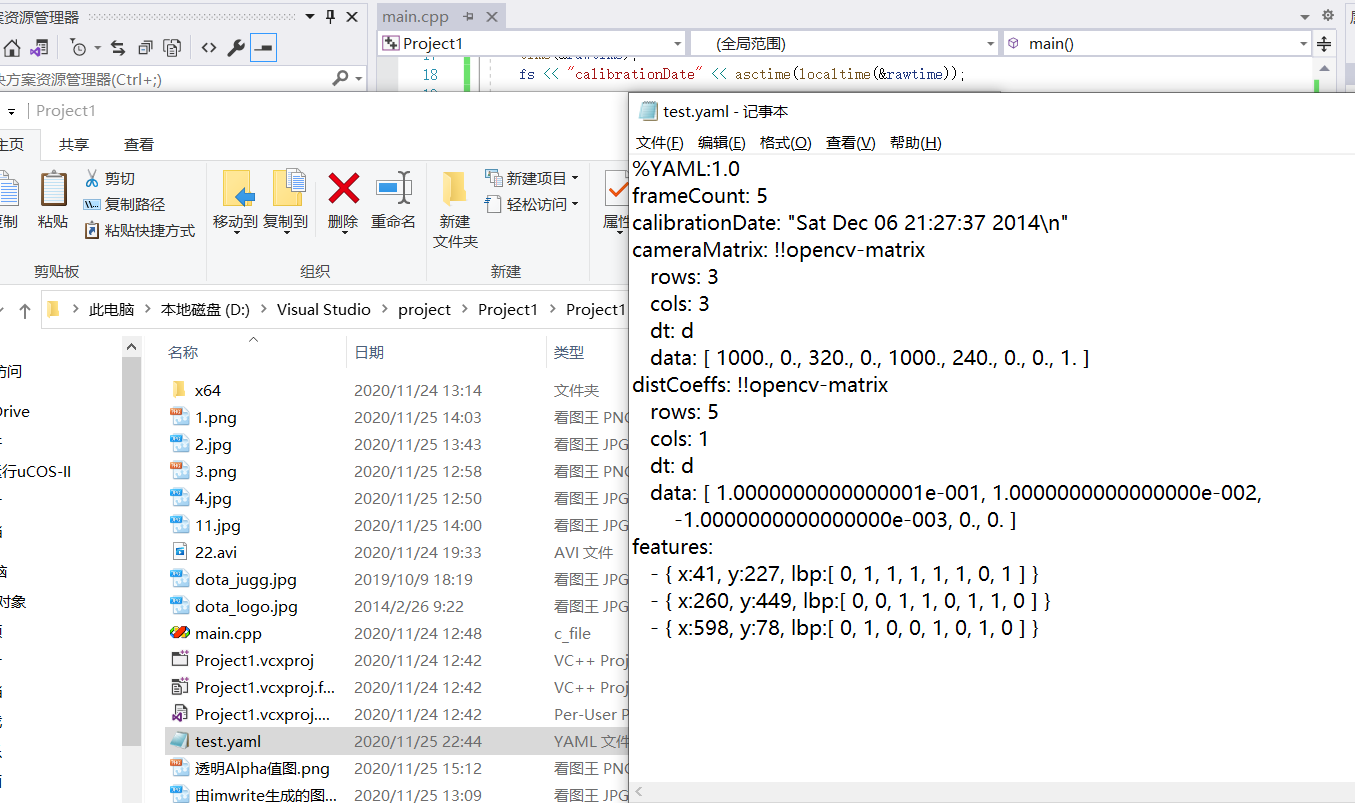 案资源管理器
main.cpp
Project1
(全局范围)
main()
决方案资源管理器(Ctrl+;)
18 fs << "calibrationDate" << asctime(localtime(&rawtime));
Project1
主页 共享 查看
复制
粘贴
剪切
复制路径
粘贴快捷方式
剪贴板
移动到 复制到 删除 重命名
组织
新建
文件夹
新建项目
轻松访问
新建
属性
此电脑 > 本地磁盘 (D:) > Visual Studio > project > Project1 > Project1
访问
Drive
运行uCOS-II
对象
名称 日期 类型
x64 2020/11/24 13:14 文件夹
1.png 2020/11/25 14:03 看图王 PNG
2.jpg 2020/11/25 13:43 看图王 JPG
3.png 2020/11/25 12:58 看图王 PNG
4.jpg 2020/11/25 12:50 看图王 JPG
11.jpg 2020/11/25 14:00 看图王 JPG
22.avi 2020/11/24 19:33 AVI 文件
dota_jugg.jpg 2019/10/9 18:19 看图王 JPG
dota_logo.jpg 2014/2/26 9:22 看图王 JPG
main.cpp 2020/11/24 12:48 c_file
Project1.vcxproj 2020/11/24 12:42 VC++ Proj
Project1.vcxproj.f... 2020/11/24 12:42 VC++ Proj
Project1.vcxproj.... 2020/11/24 12:42 Per-User P
test.yaml 2020/11/25 22:44 YAML 文件
透明Alpha值图.png 2020/11/25 15:12 看图王 PNG
由imwrite生成的图... 2020/11/25 13:09 看图王 JPG
test.yaml - 记事本
文件(F) 编辑(E) 格式(O) 查看(V) 帮助(H)
%YAML:1.0
frameCount: 5
calibrationDate: "Sat Dec 06 21:27:37 2014\n"
cameraMatrix: !!opencv-matrix
rows: 3
cols: 3
dt: d
data: [ 1000., 0., 320., 0., 1000., 240., 0., 0., 1. ]
distCoeffs: !!opencv-matrix
rows: 5
cols: 1
dt: d
data: [ 1.0000000000000001e-001, 1.0000000000000000e-002,
-1.0000000000000000e-003, 0., 0. ]
features:
- { x:41, y:227, lbp:[ 0, 1, 1, 1, 1, 1, 0, 1 ] }
- { x:260, y:449, lbp:[ 0, 0, 1, 1, 0, 1, 1, 0 ] }
- { x:598, y:78, lbp:[ 0, 1, 0, 0, 1, 0, 1, 0 ] }